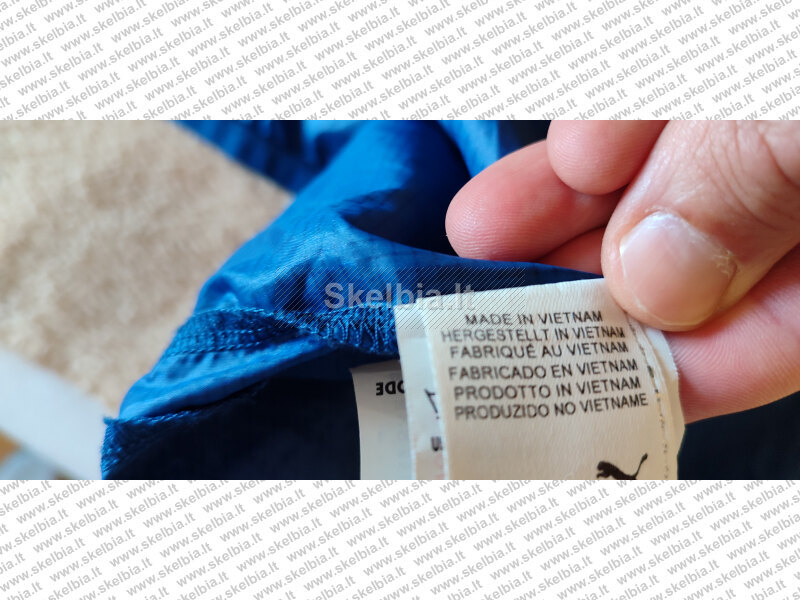 Skelbia.lt
MADE IN VIETNAM
HERGESTELLT IN VIETNAM
FABRIQUÉ AU VIETNAM
FABRICADO EN VIETNAM
PRODOTTO IN VIETNAM
PRODUZIDO NO VIETNAME
www.skelbia.lt